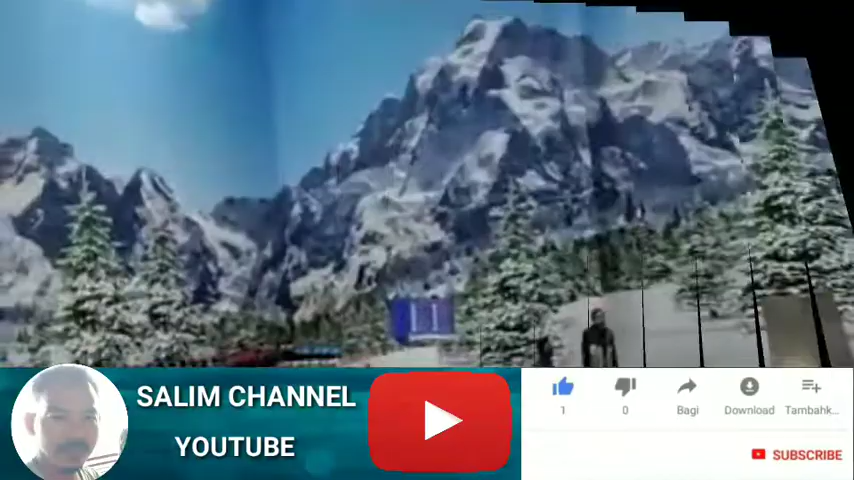 SALIM CHANNEL
YOUTUBE
1
0
Bagi
Download
Tambahk...
SUBSCRIBE